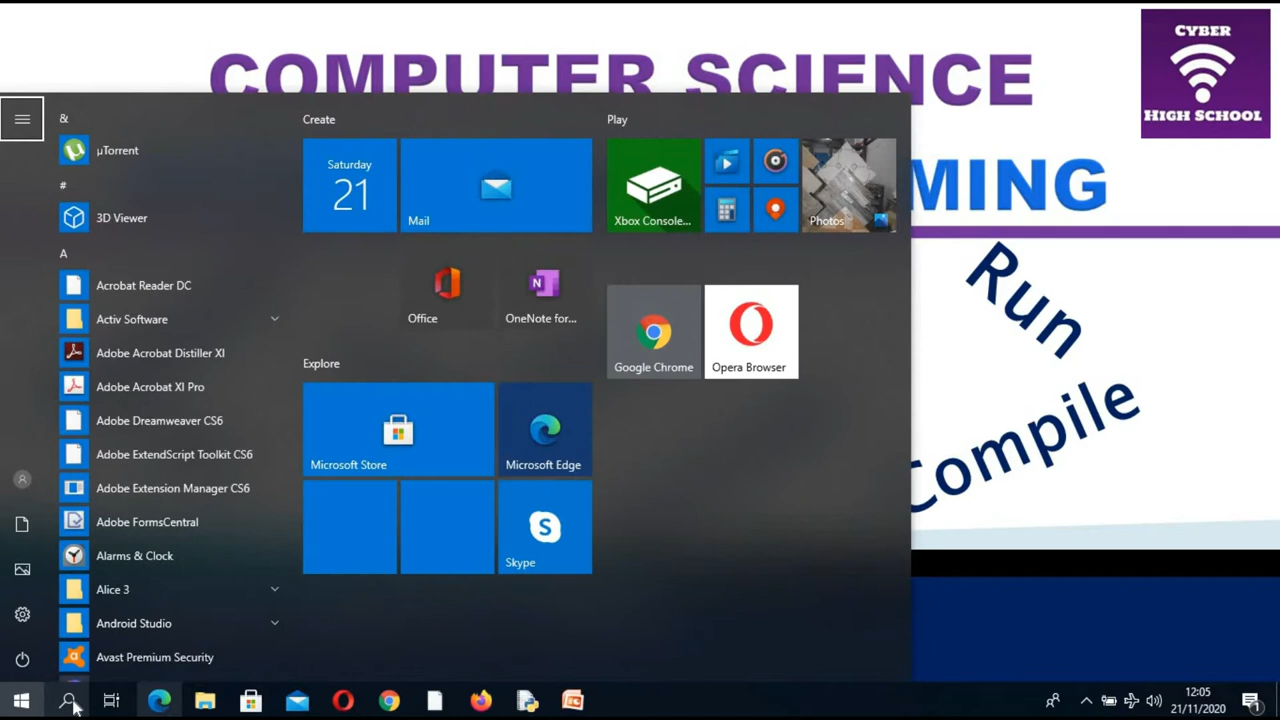 COMPUTER SCIENCE
CYBER
HIGH SCHOOL
MING
Run
Compile
&
µTorrent
#
3D Viewer
A
Acrobat Reader DC
Activ Software
Adobe Acrobat Distiller XI
Adobe Acrobat XI Pro
Adobe Dreamweaver CS6
Adobe ExtendScript Toolkit CS6
Adobe Extension Manager CS6
Adobe FormsCentral
Alarms & Clock
Alice 3
Android Studio
Avast Premium Security
Create
Saturday
21
Mail
Office
N
OneNote for...
Explore
Microsoft Store
Microsoft Edge
S
Skype
Play
Xbox Console...
Photos
Google Chrome
Opera Browser
12:05
21/11/2020
1